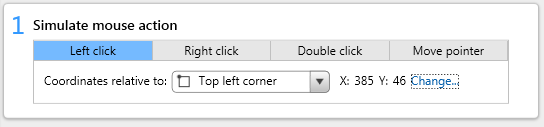 1 Simulate mouse action
Left click Right click Double click Move pointer
Coordinates relative to: Top left corner X: 385 Y: 46 Change...